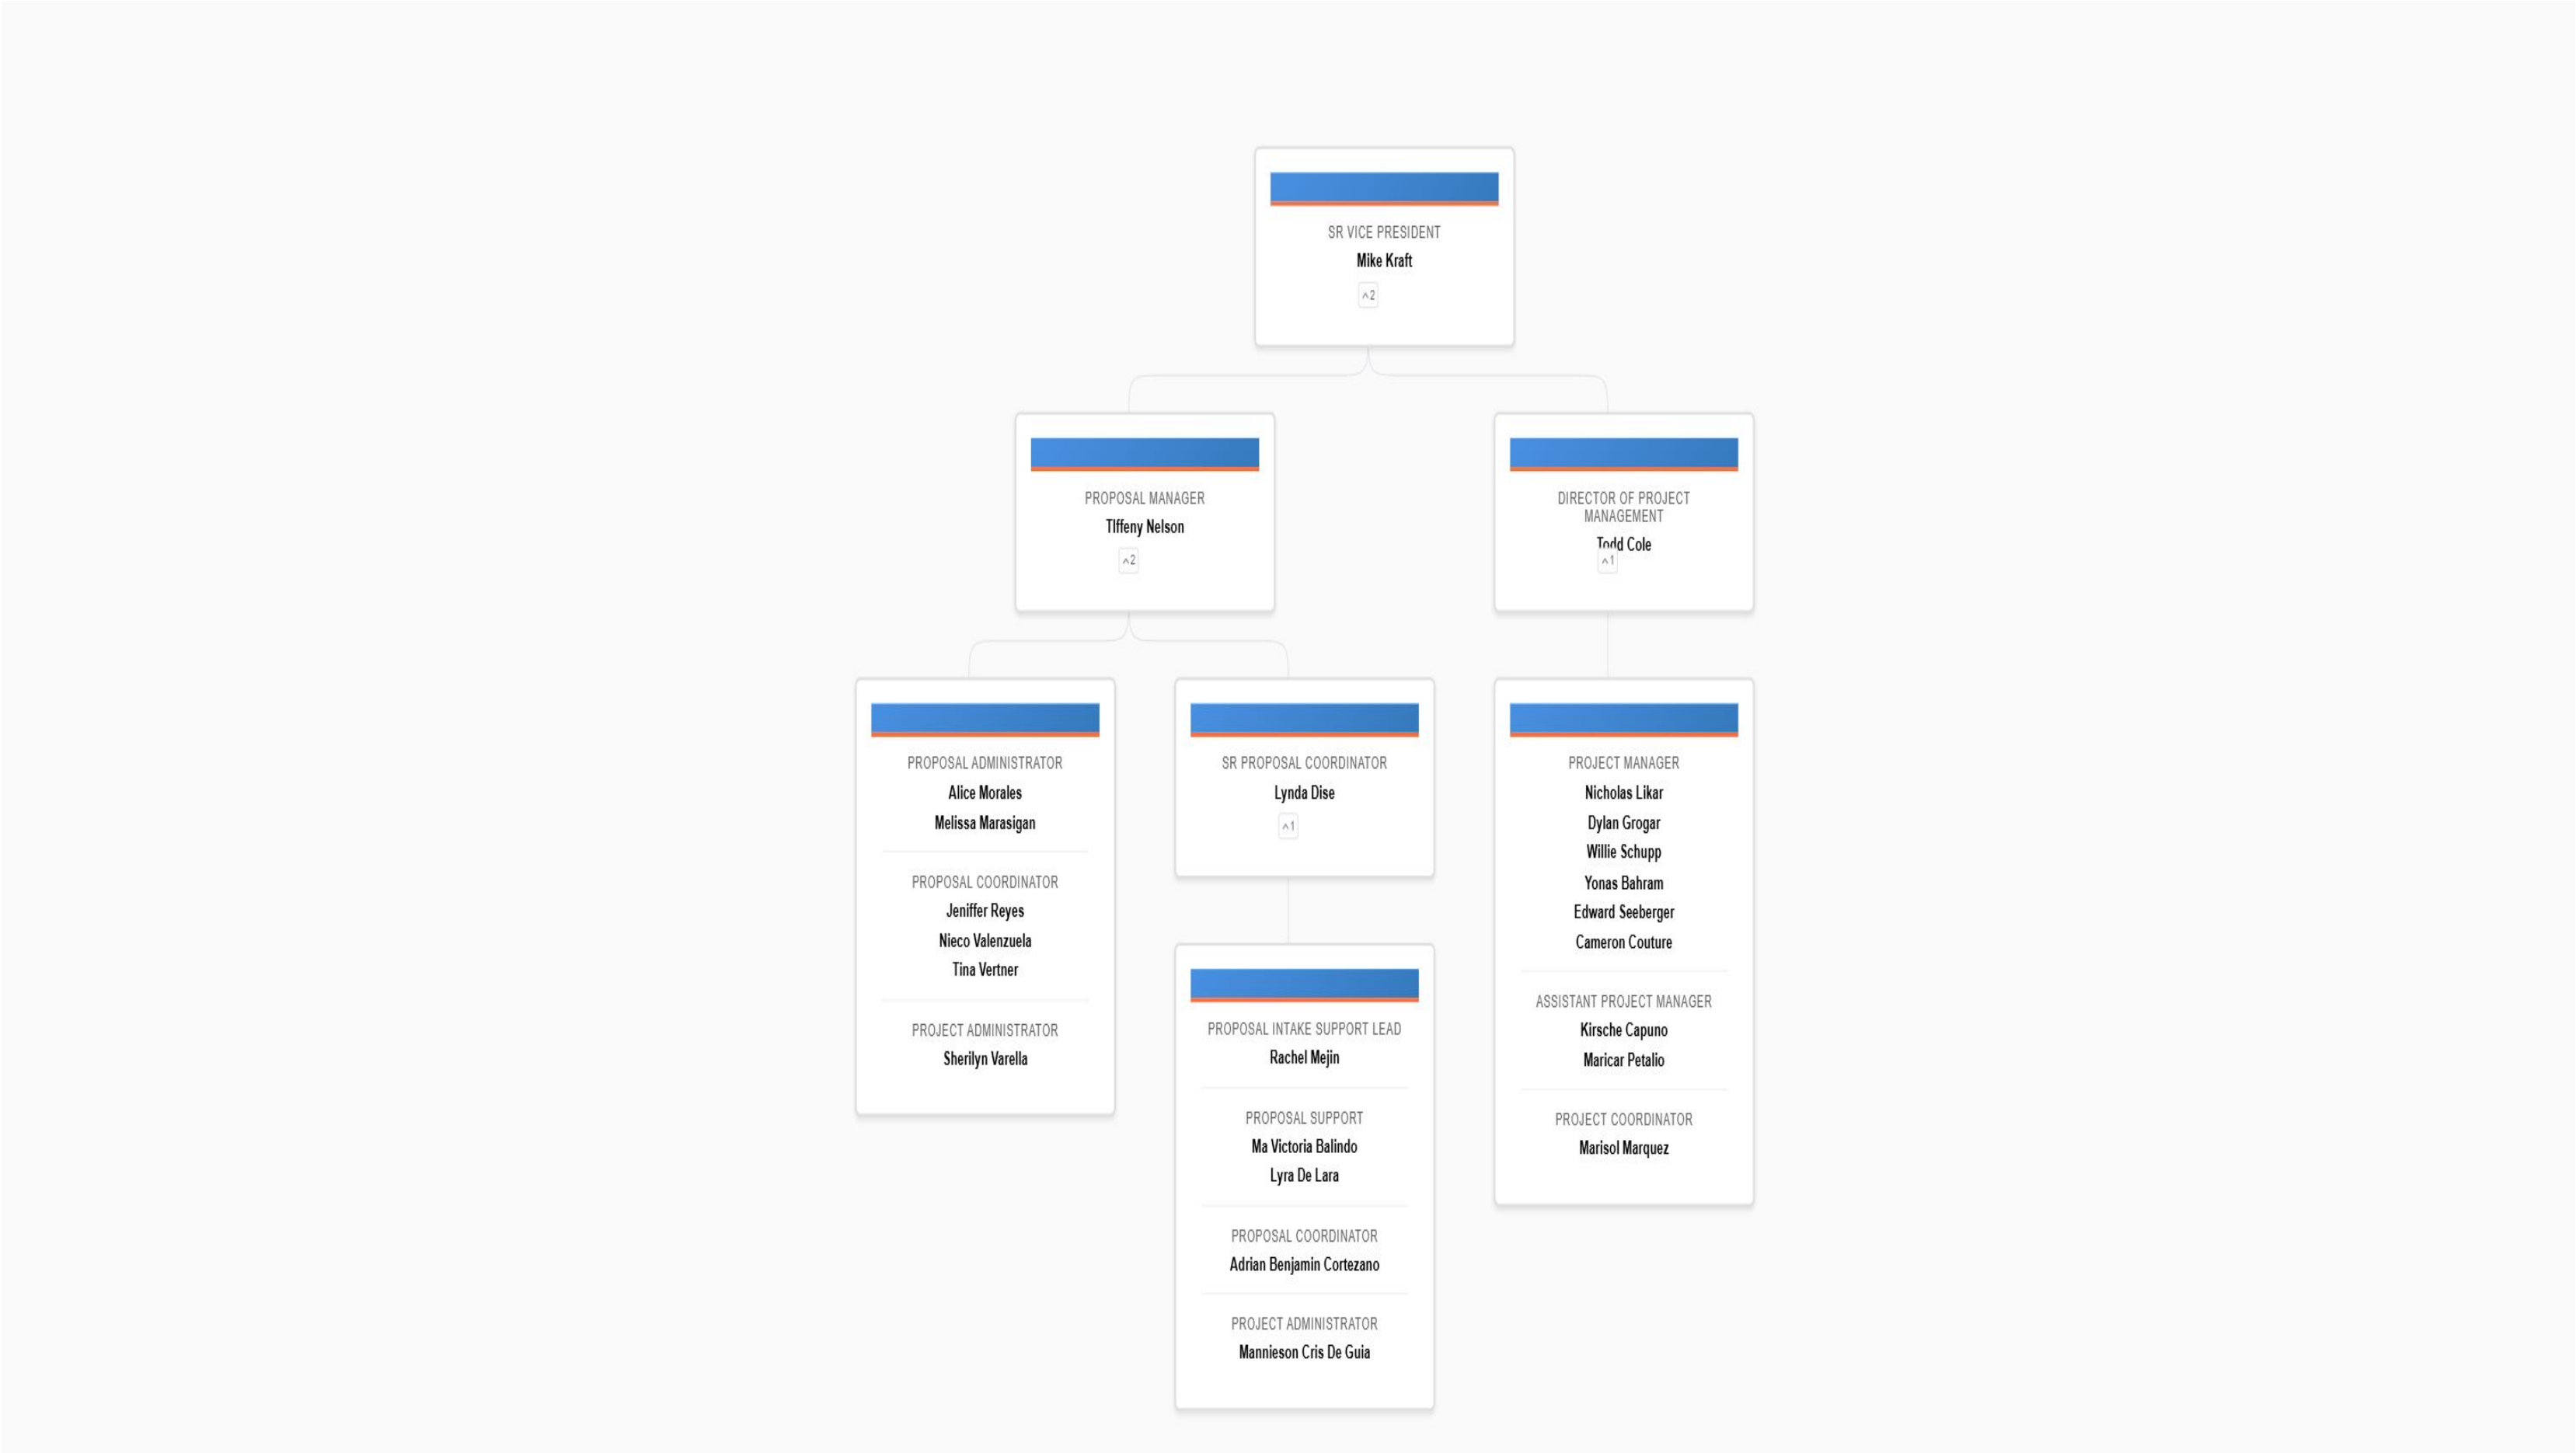 SR VICE PRESIDENT
Mike Kraft
^2
PROPOSAL MANAGER
TIffeny Nelson
^2
DIRECTOR OF PROJECT
MANAGEMENT
Todd Cole
^1
PROPOSAL ADMINISTRATOR
Alice Morales
Melissa Marasigan
PROPOSAL COORDINATOR
Jeniffer Reyes
Nieco Valenzuela
Tina Vertner
PROJECT ADMINISTRATOR
Sherilyn Varella
SR PROPOSAL COORDINATOR
Lynda Dise
^1
PROPOSAL INTAKE SUPPORT LEAD
Rachel Mejin
PROPOSAL SUPPORT
Ma Victoria Balindo
Lyra De Lara
PROPOSAL COORDINATOR
Adrian Benjamin Cortezano
PROJECT ADMINISTRATOR
Mannieson Cris De Guia
PROJECT MANAGER
Nicholas Likar
Dylan Grogar
Willie Schupp
Yonas Bahram
Edward Seeberger
Cameron Couture
ASSISTANT PROJECT MANAGER
Kirsche Capuno
Maricar Petalio
PROJECT COORDINATOR
Marisol Marquez